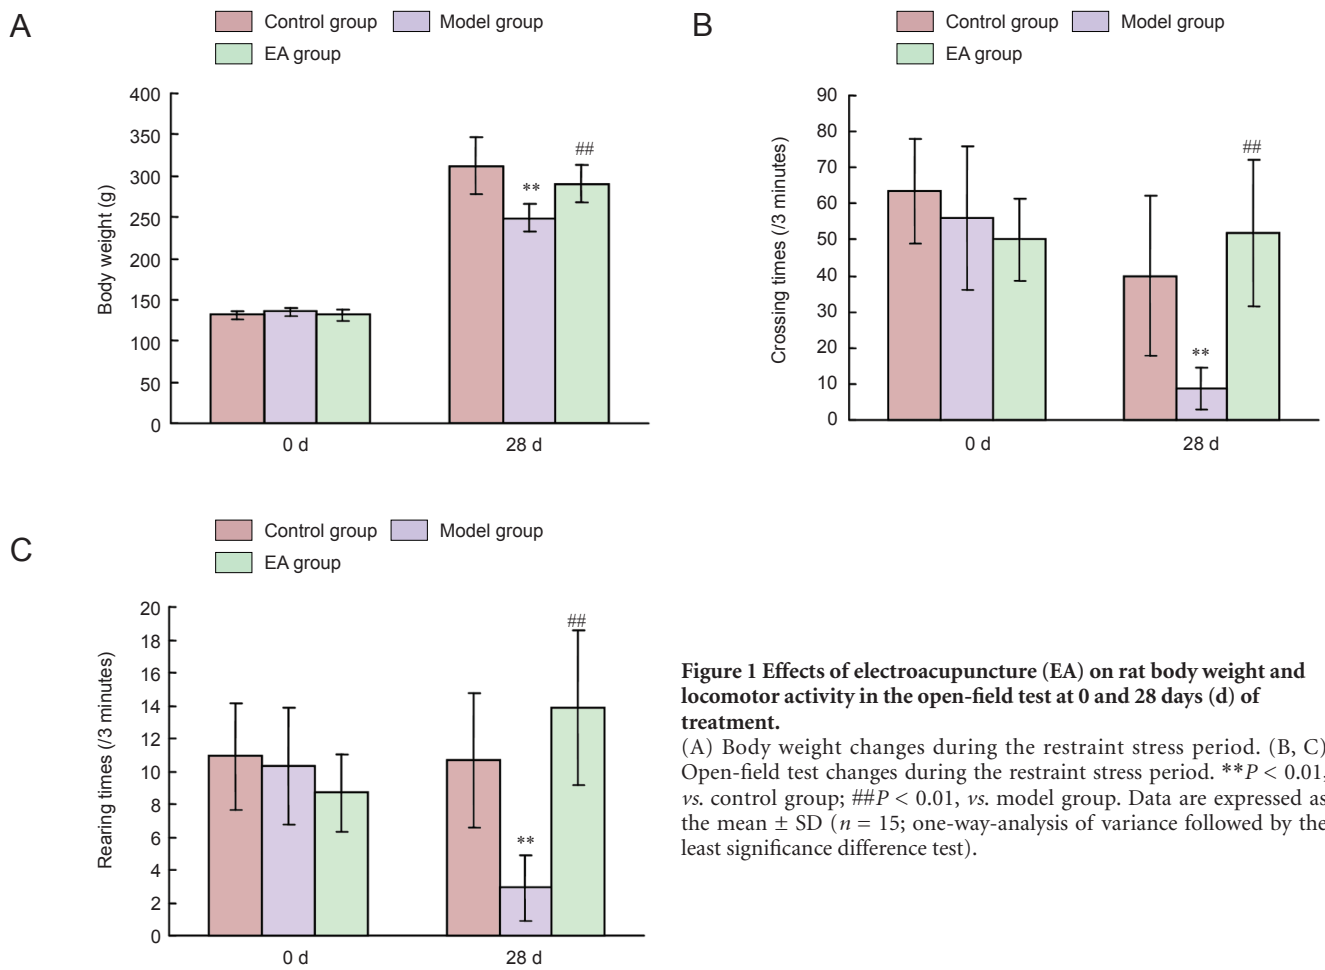 A
Control group
Model group
EA group
400
350
300
250
200
150
100
50
0
Body weight (g)
**
##
0 d
28 d
B
Control group
Model group
EA group
90
80
70
60
50
40
30
20
10
0
Crossing times (/3 minutes)
**
##
0 d
28 d
C
Control group
Model group
EA group
20
18
16
14
12
10
8
6
4
2
0
Rearing times (/3 minutes)
**
##
0 d
28 d
Figure 1 Effects of electroacupuncture (EA) on rat body weight and
locomotor activity in the open-field test at 0 and 28 days (d) of
treatment.
(A) Body weight changes during the restraint stress period. (B, C)
Open-field test changes during the restraint stress period. **P < 0.01,
vs. control group; ##P < 0.01, vs. model group. Data are expressed as
the mean ± SD (n = 15; one-way-analysis of variance followed by the
least significance difference test).